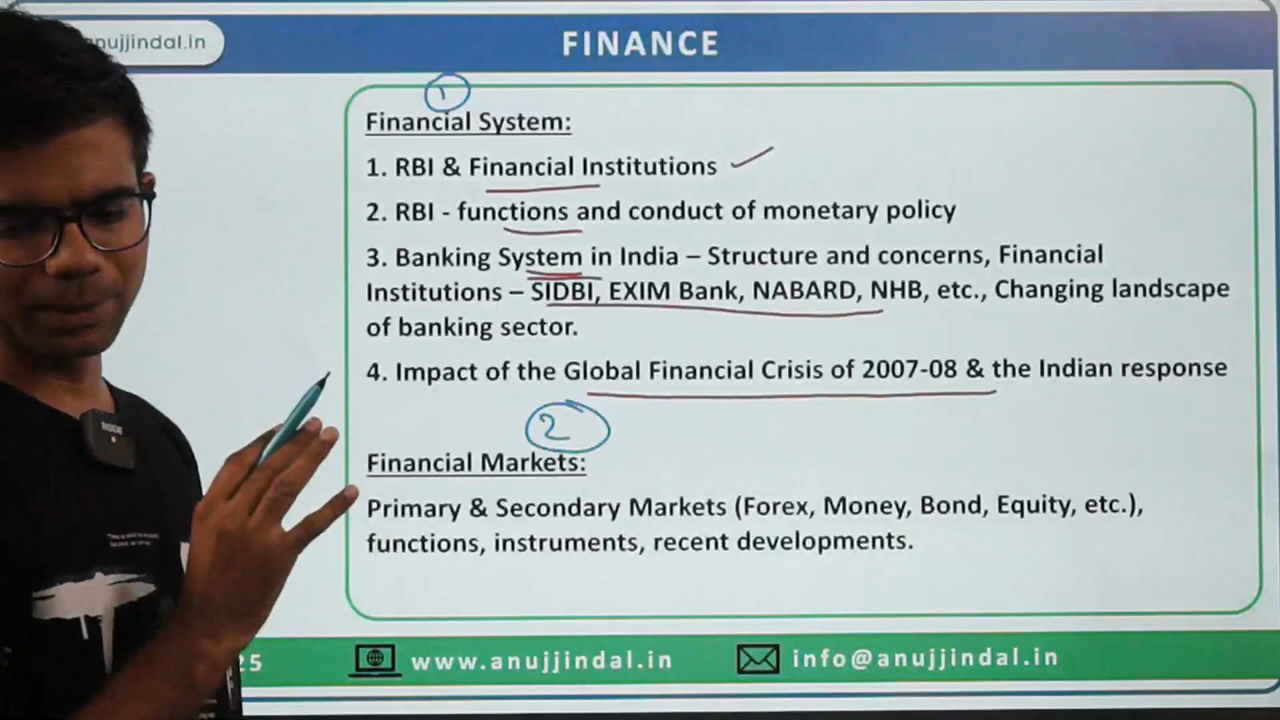 anujjindal.in
FINANCE
1
Financial System:
1. RBI & Financial Institutions
2. RBI - functions and conduct of monetary policy
3. Banking System in India – Structure and concerns, Financial
Institutions – SIDBI, EXIM Bank, NABARD, NHB, etc., Changing landscape
of banking sector.
4. Impact of the Global Financial Crisis of 2007-08 & the Indian response
2
Financial Markets:
Primary & Secondary Markets (Forex, Money, Bond, Equity, etc.),
functions, instruments, recent developments.
25
www.anujjindal.in
info@anujjindal.in